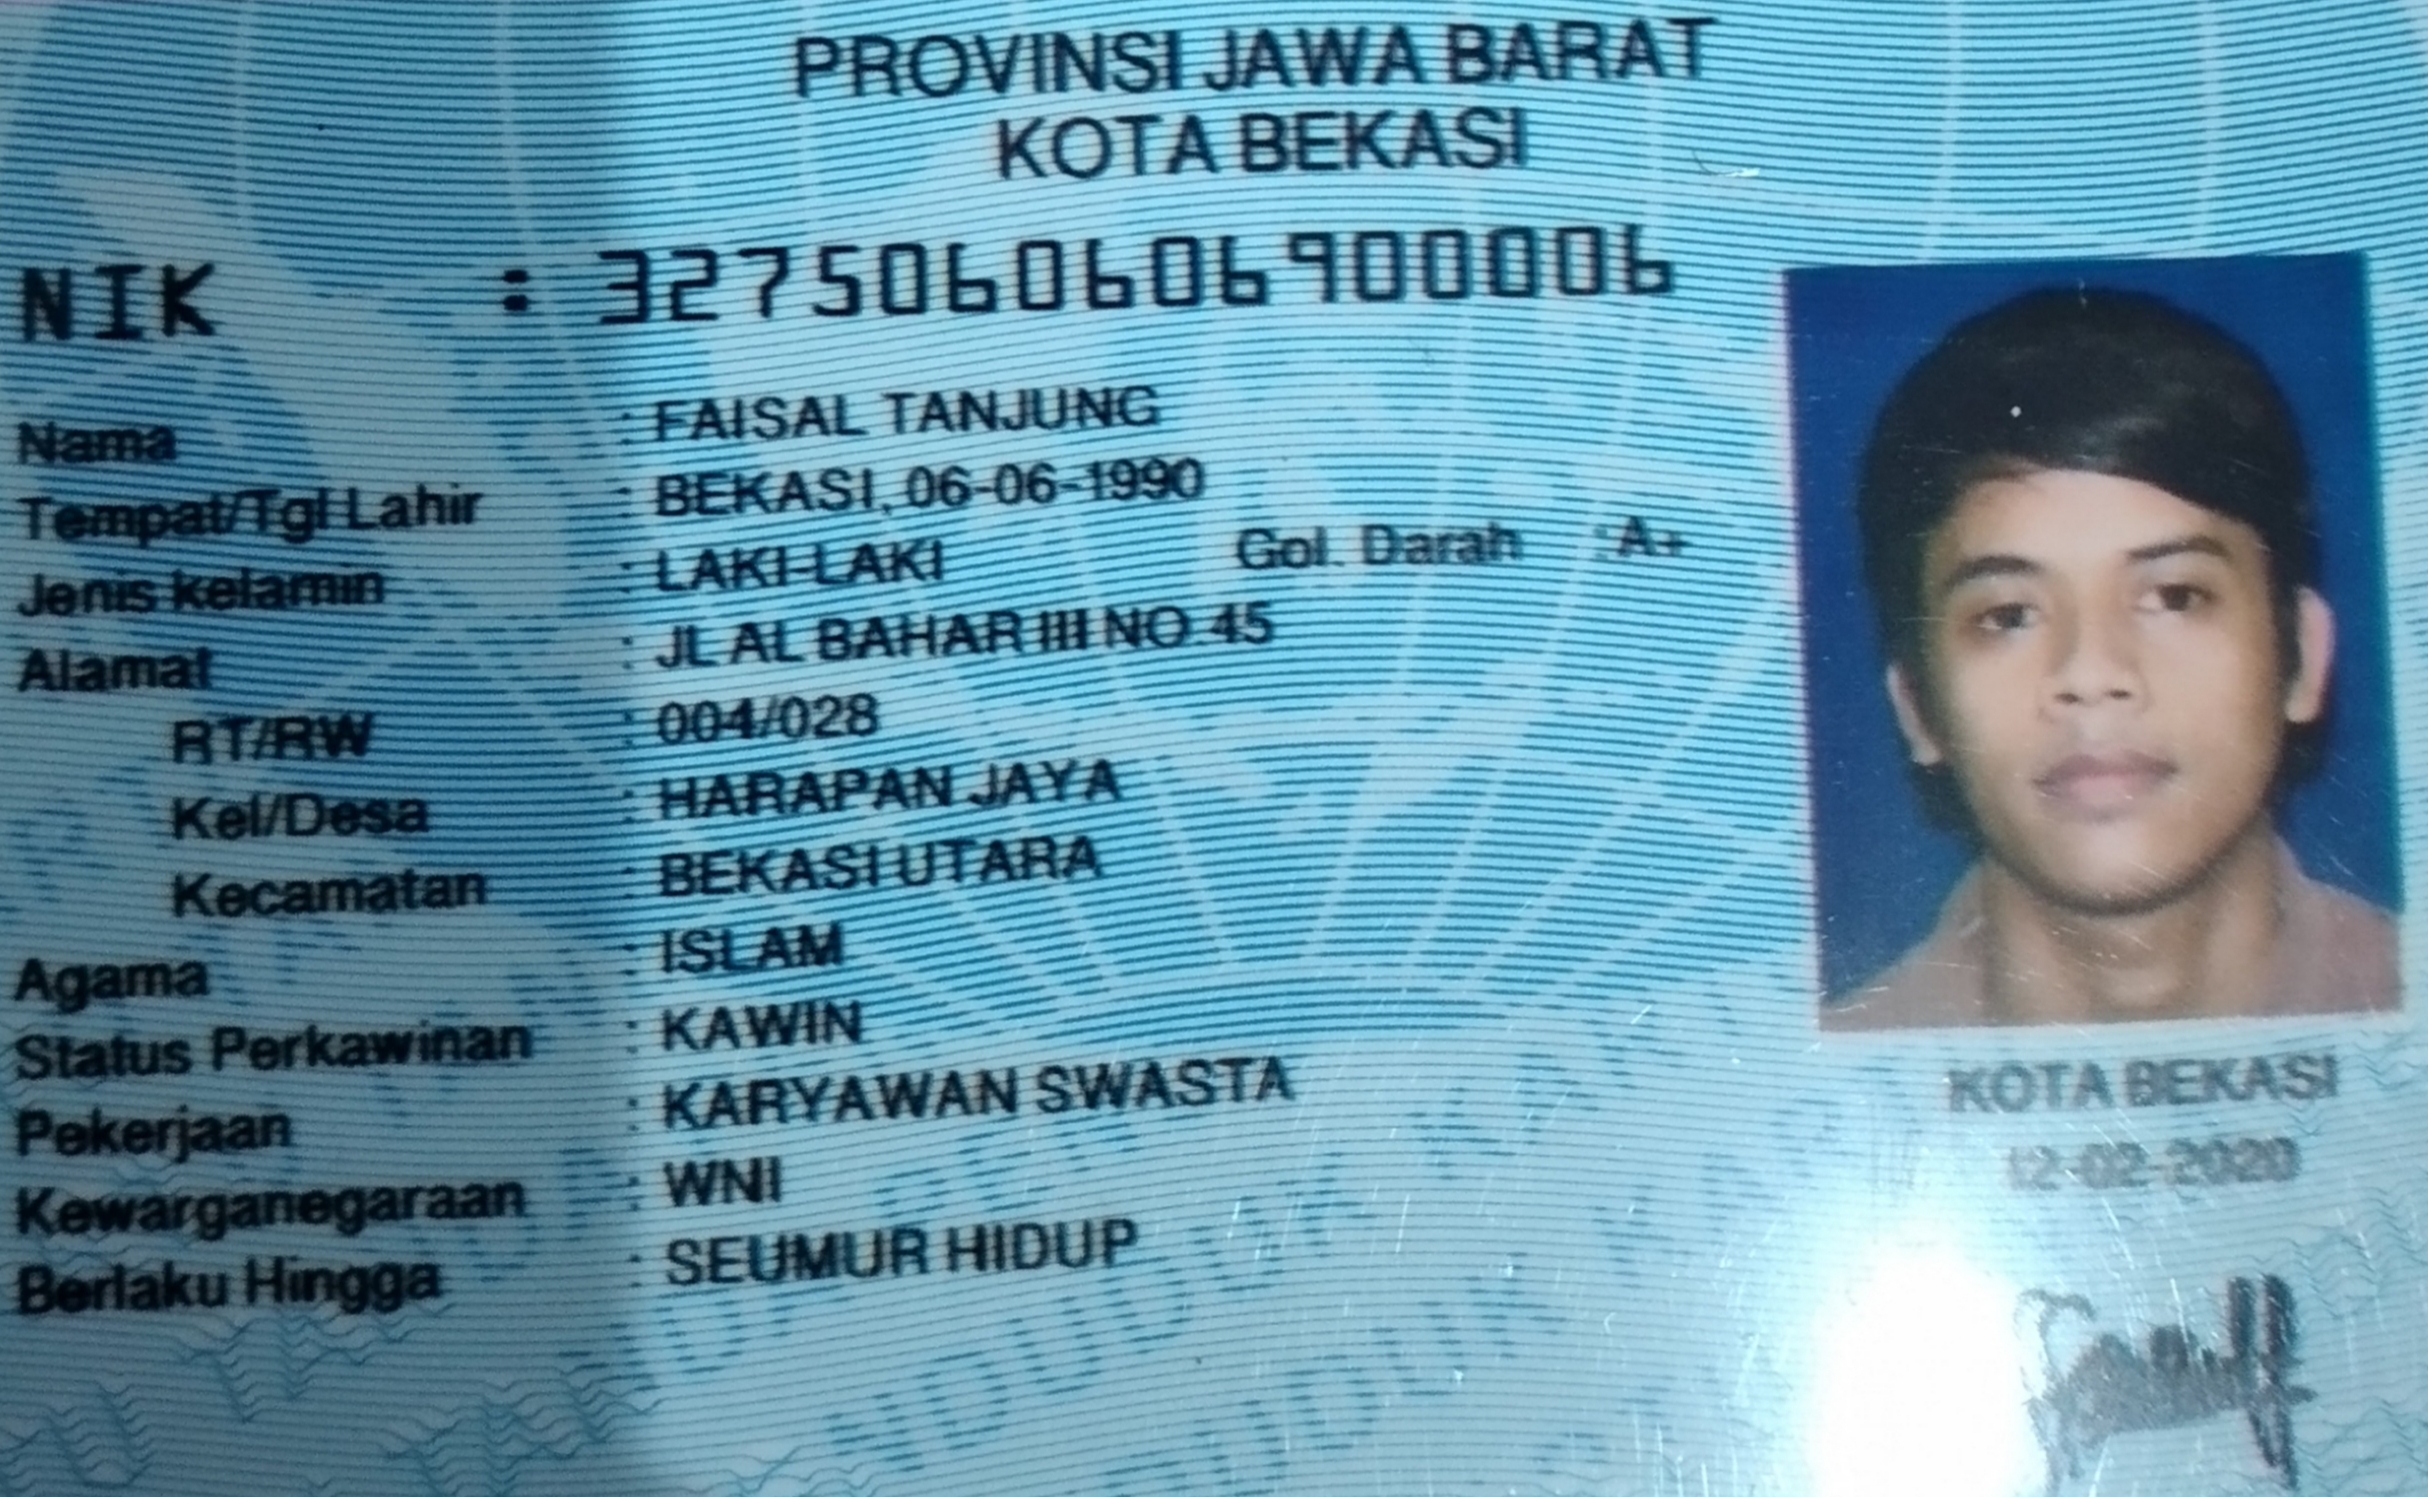 PROVINSI JAWA BARAT
KOTA BEKASI
NIK : 3275060606900006
Nama : FAISAL TANJUNG
Tempat/Tgl Lahir : BEKASI, 06-06-1990
Jenis kelamin : LAKI-LAKI Gol. Darah : A+
Alamat : JL AL BAHAR III NO 45
RT/RW : 004/028
Kel/Desa : HARAPAN JAYA
Kecamatan : BEKASI UTARA
Agama : ISLAM
Status Perkawinan : KAWIN
Pekerjaan : KARYAWAN SWASTA
Kewarganegaraan : WNI
Berlaku Hingga : SEUMUR HIDUP
KOTA BEKASI
12-02-2020